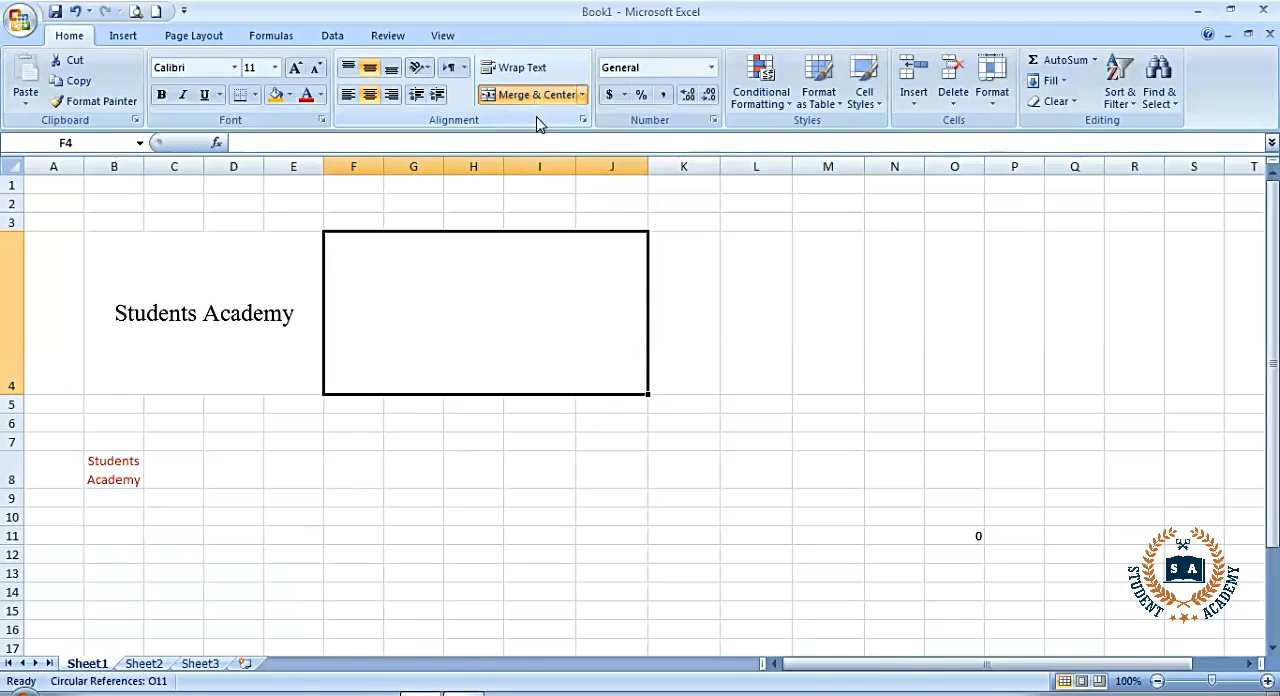 Book1 - Microsoft Excel
Home Insert Page Layout Formulas Data Review View
Cut
Copy
Format Painter
Paste
Clipboard
Calibri 11
B I U
Font
Wrap Text
Merge & Center
Alignment
General
$ % ,
Number
Conditional Formatting
Format as Table
Cell Styles
Styles
Insert Delete Format
Cells
Σ AutoSum
Fill
Clear
Sort & Filter
Find & Select
Editing
F4 fx
A B C D E F G H I J K L M N O P Q R S T
1
2
3
4 Students Academy
5
6
7
8 Students
Academy
9
10
11 0
12
13
14
15
16
17
S A
STUDENT ACADEMY
Sheet1 Sheet2 Sheet3
Ready Circular References: O11 100%